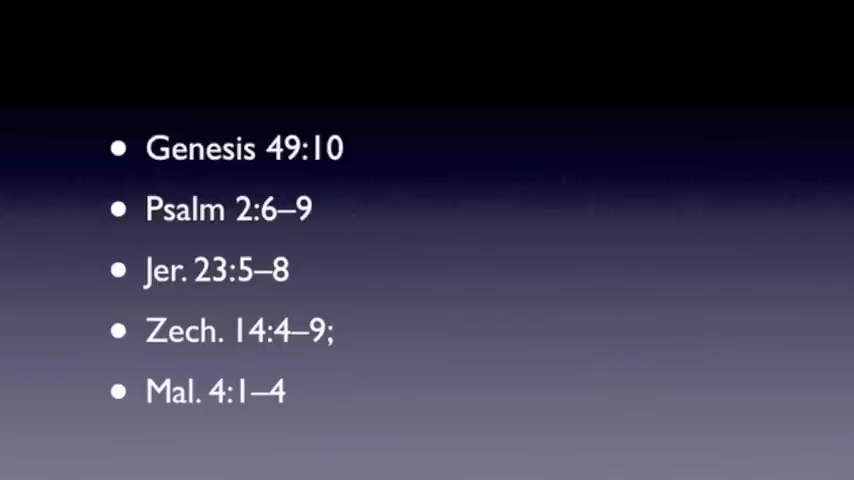 • Genesis 49:10
• Psalm 2:6–9
• Jer. 23:5–8
• Zech. 14:4–9;
• Mal. 4:1–4